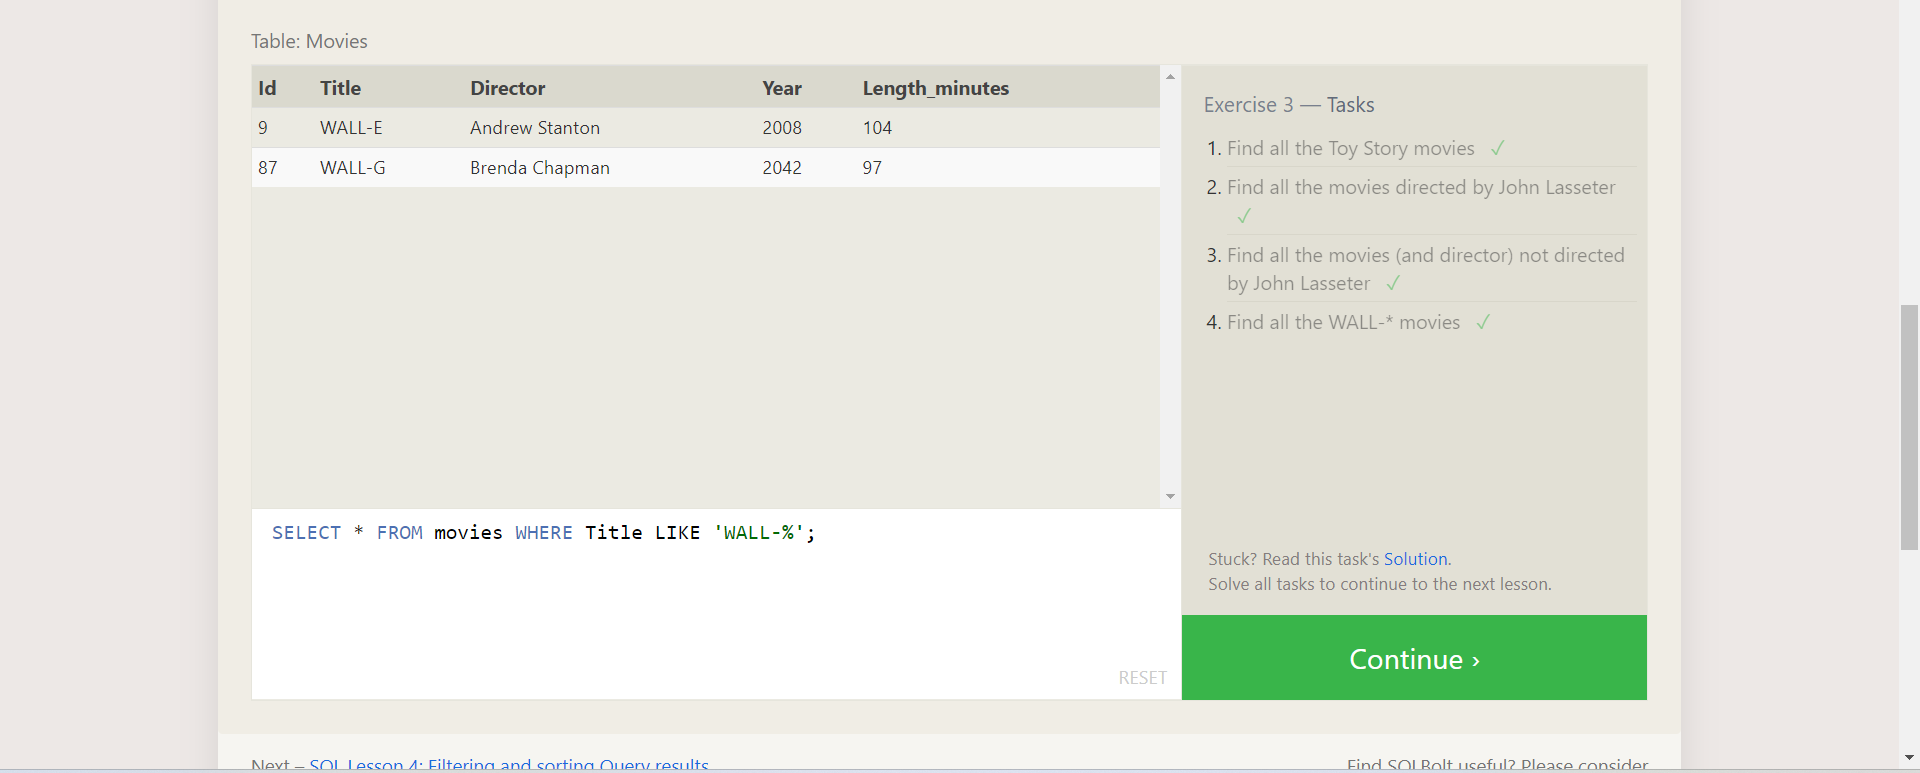 Table: Movies
Id Title Director Year Length_minutes
9 WALL-E Andrew Stanton 2008 104
87 WALL-G Brenda Chapman 2042 97
SELECT * FROM movies WHERE Title LIKE 'WALL-%';
RESET
Exercise 3 — Tasks
1. Find all the Toy Story movies ✓
2. Find all the movies directed by John Lasseter
✓
3. Find all the movies (and director) not directed
by John Lasseter ✓
4. Find all the WALL-* movies ✓
Stuck? Read this task's Solution.
Solve all tasks to continue to the next lesson.
Continue ›
Next – SQL Lesson 4: Filtering and sorting Query results
Find SQLBolt useful? Please consider